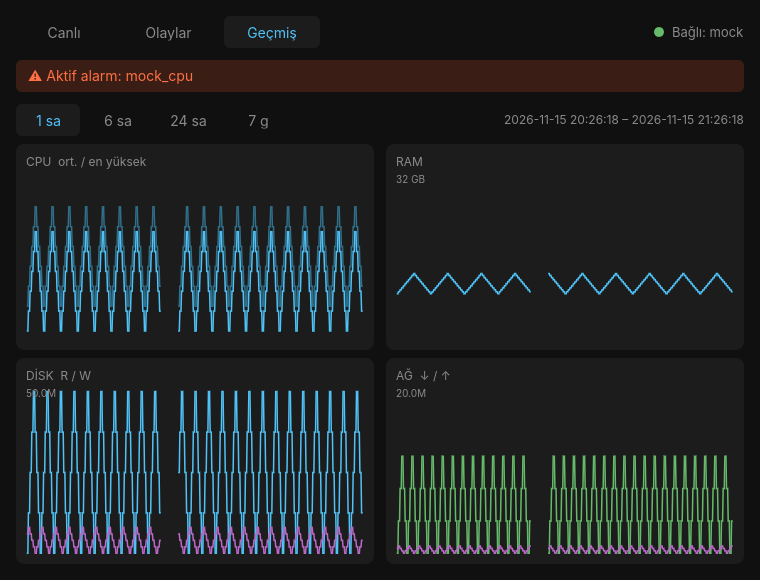 Canlı Olaylar Geçmiş Bağlı: mock
⚠ Aktif alarm: mock_cpu
1 sa 6 sa 24 sa 7 g 2026-11-15 20:26:18 – 2026-11-15 21:26:18
CPU ort. / en yüksek
RAM
32 GB
DİSK R / W
50.0M
AĞ ↓ / ↑
20.0M